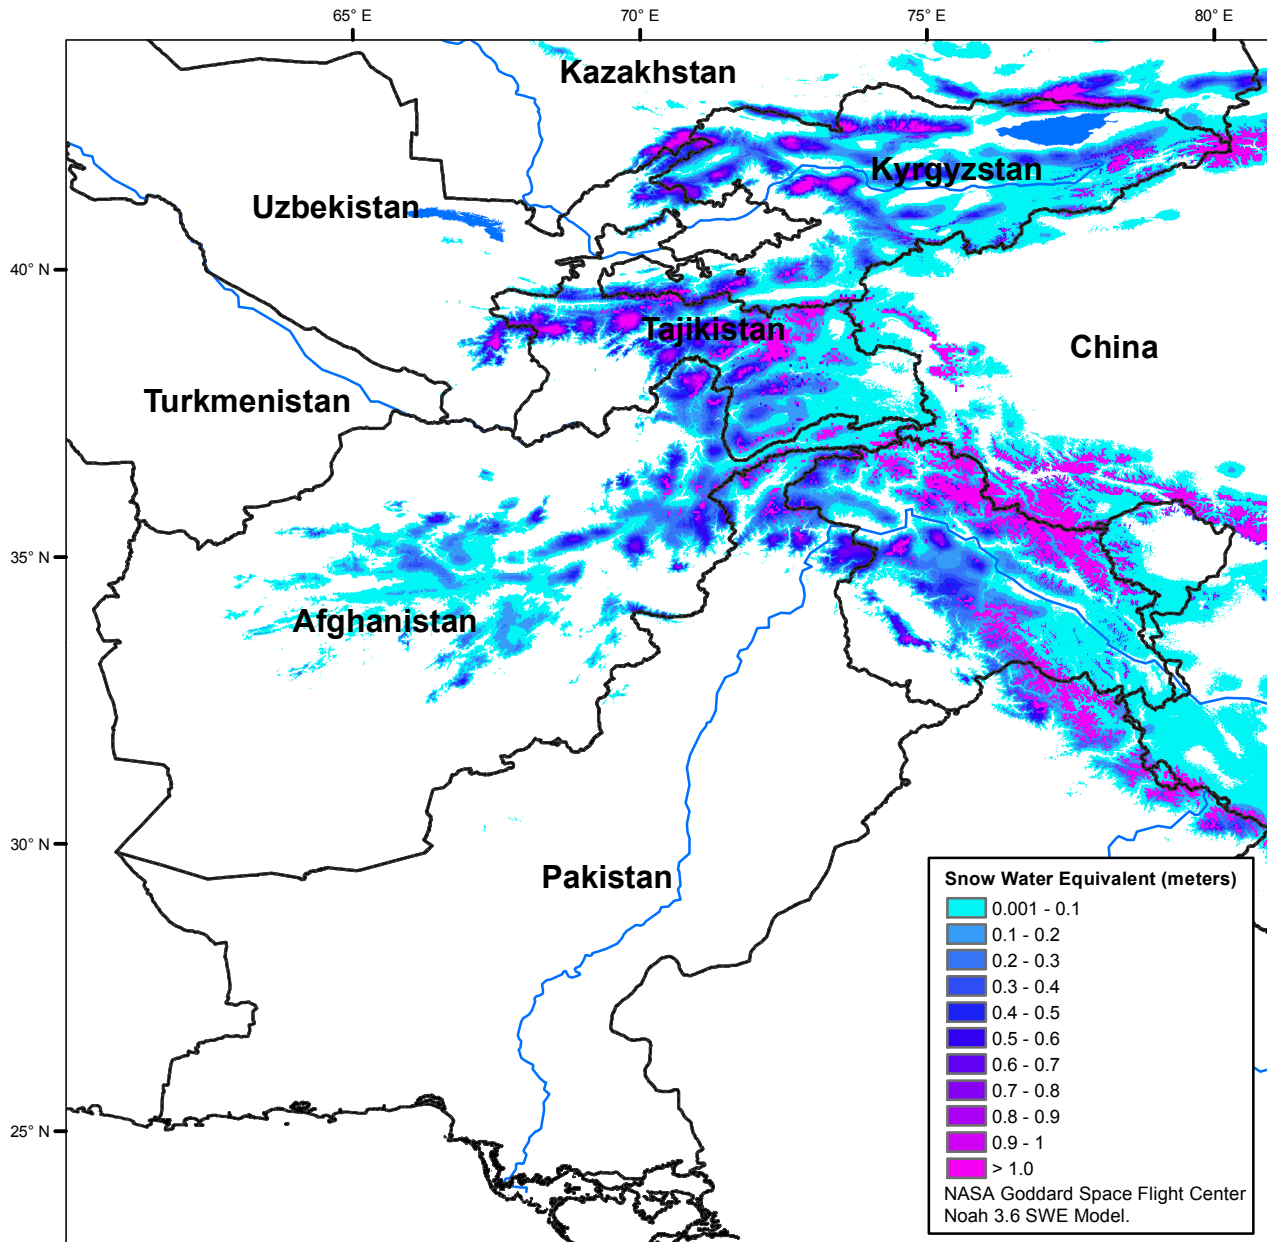 65° E
70° E
75° E
80° E
Kazakhstan
Kyrgyzstan
Uzbekistan
40° N
Tajikistan
China
Turkmenistan
35° N
Afghanistan
30° N
Pakistan
25° N
Snow Water Equivalent (meters)
0.001 - 0.1
0.1 - 0.2
0.2 - 0.3
0.3 - 0.4
0.4 - 0.5
0.5 - 0.6
0.6 - 0.7
0.7 - 0.8
0.8 - 0.9
0.9 - 1
> 1.0
NASA Goddard Space Flight Center
Noah 3.6 SWE Model.